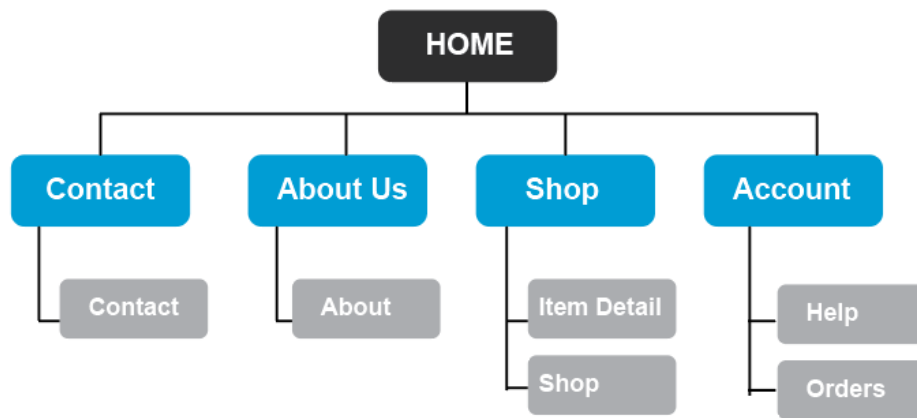 HOME
Contact
About Us
Shop
Account
Contact
About
Item Detail
Help
Shop
Orders